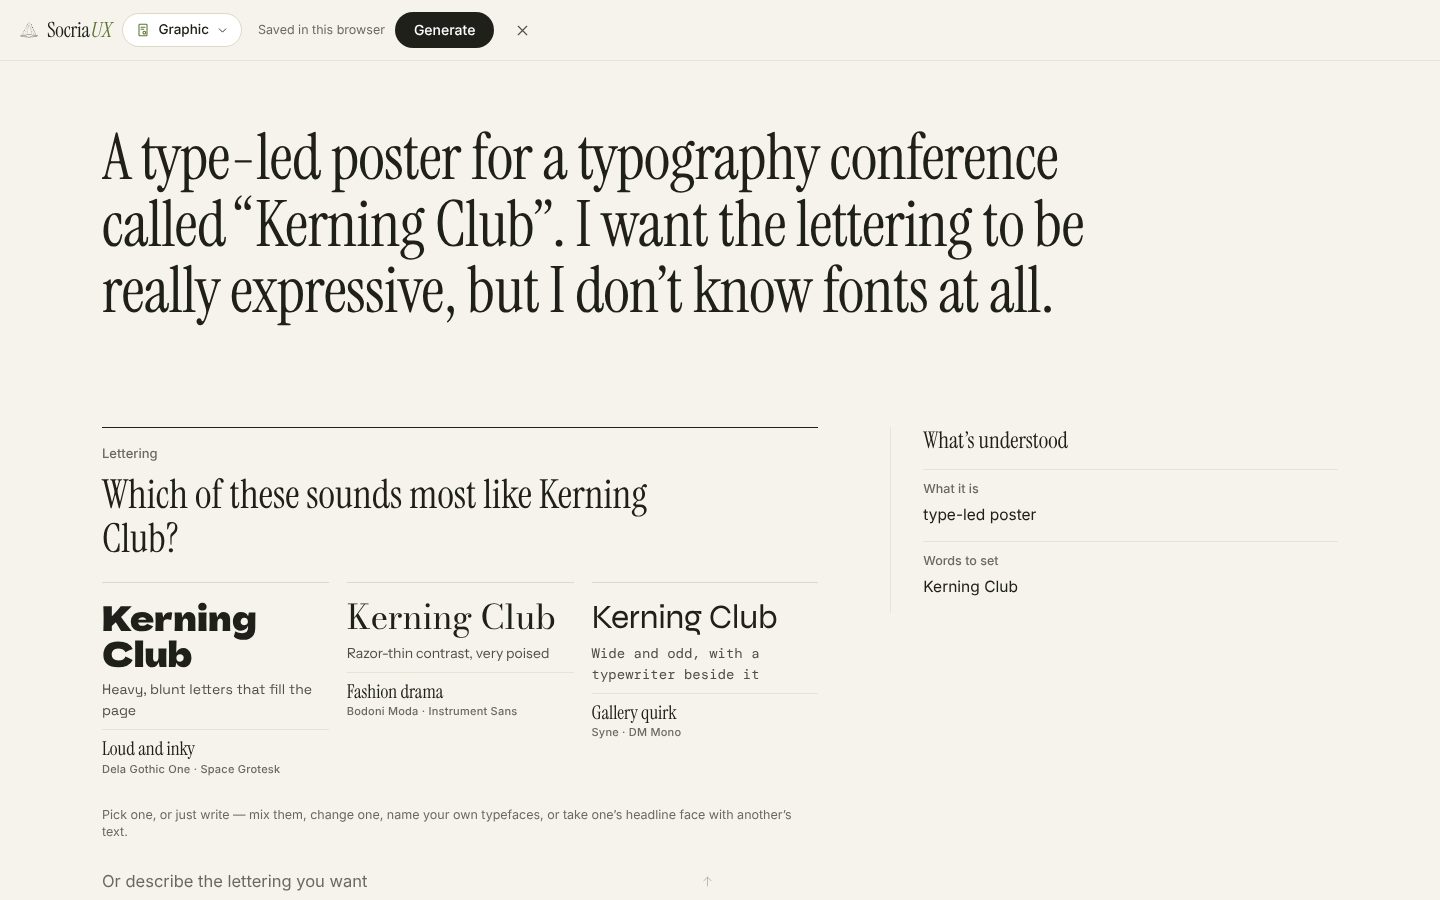 SocriaUX
Graphic
Saved in this browser
Generate
A type-led poster for a typography conference
called “Kerning Club”. I want the lettering to be
really expressive, but I don’t know fonts at all.
Lettering
Which of these sounds most like Kerning
Club?
Kerning
Club
Heavy, blunt letters that fill the
page
Loud and inky
Dela Gothic One · Space Grotesk
Kerning Club
Razor-thin contrast, very poised
Fashion drama
Bodoni Moda · Instrument Sans
Kerning Club
Wide and odd, with a
typewriter beside it
Gallery quirk
Syne · DM Mono
Pick one, or just write — mix them, change one, name your own typefaces, or take one’s headline face with another’s
text.
Or describe the lettering you want
What’s understood
What it is
type-led poster
Words to set
Kerning Club